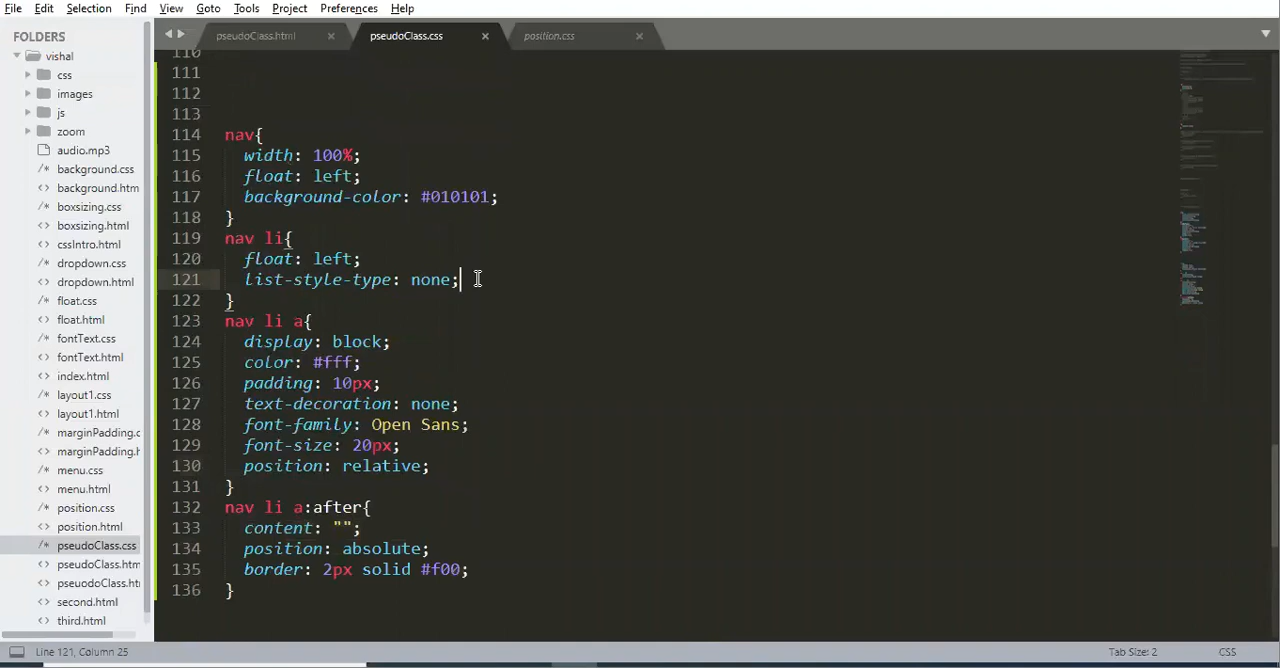 File Edit Selection Find View Goto Tools Project Preferences Help
FOLDERS
vishal
css
images
js
zoom
audio.mp3
/* background.css
<> background.htm
/* boxsizing.css
<> boxsizing.html
<> cssIntro.html
/* dropdown.css
<> dropdown.html
/* float.css
<> float.html
/* fontText.css
<> fontText.html
<> index.html
/* layout1.css
<> layout1.html
/* marginPadding.c
<> marginPadding.h
/* menu.css
<> menu.html
/* position.css
<> position.html
/* pseudoClass.css
<> pseudoClass.htm
<> pseuodoClass.ht
<> second.html
<> third.html
pseudoClass.html × pseudoClass.css × position.css ×
110
111
112
113
114 nav{
115 width: 100%;
116 float: left;
117 background-color: #010101;
118 }
119 nav li{
120 float: left;
121 list-style-type: none;
122 }
123 nav li a{
124 display: block;
125 color: #fff;
126 padding: 10px;
127 text-decoration: none;
128 font-family: Open Sans;
129 font-size: 20px;
130 position: relative;
131 }
132 nav li a:after{
133 content: "";
134 position: absolute;
135 border: 2px solid #f00;
136 }
Line 121, Column 25 Tab Size: 2 CSS